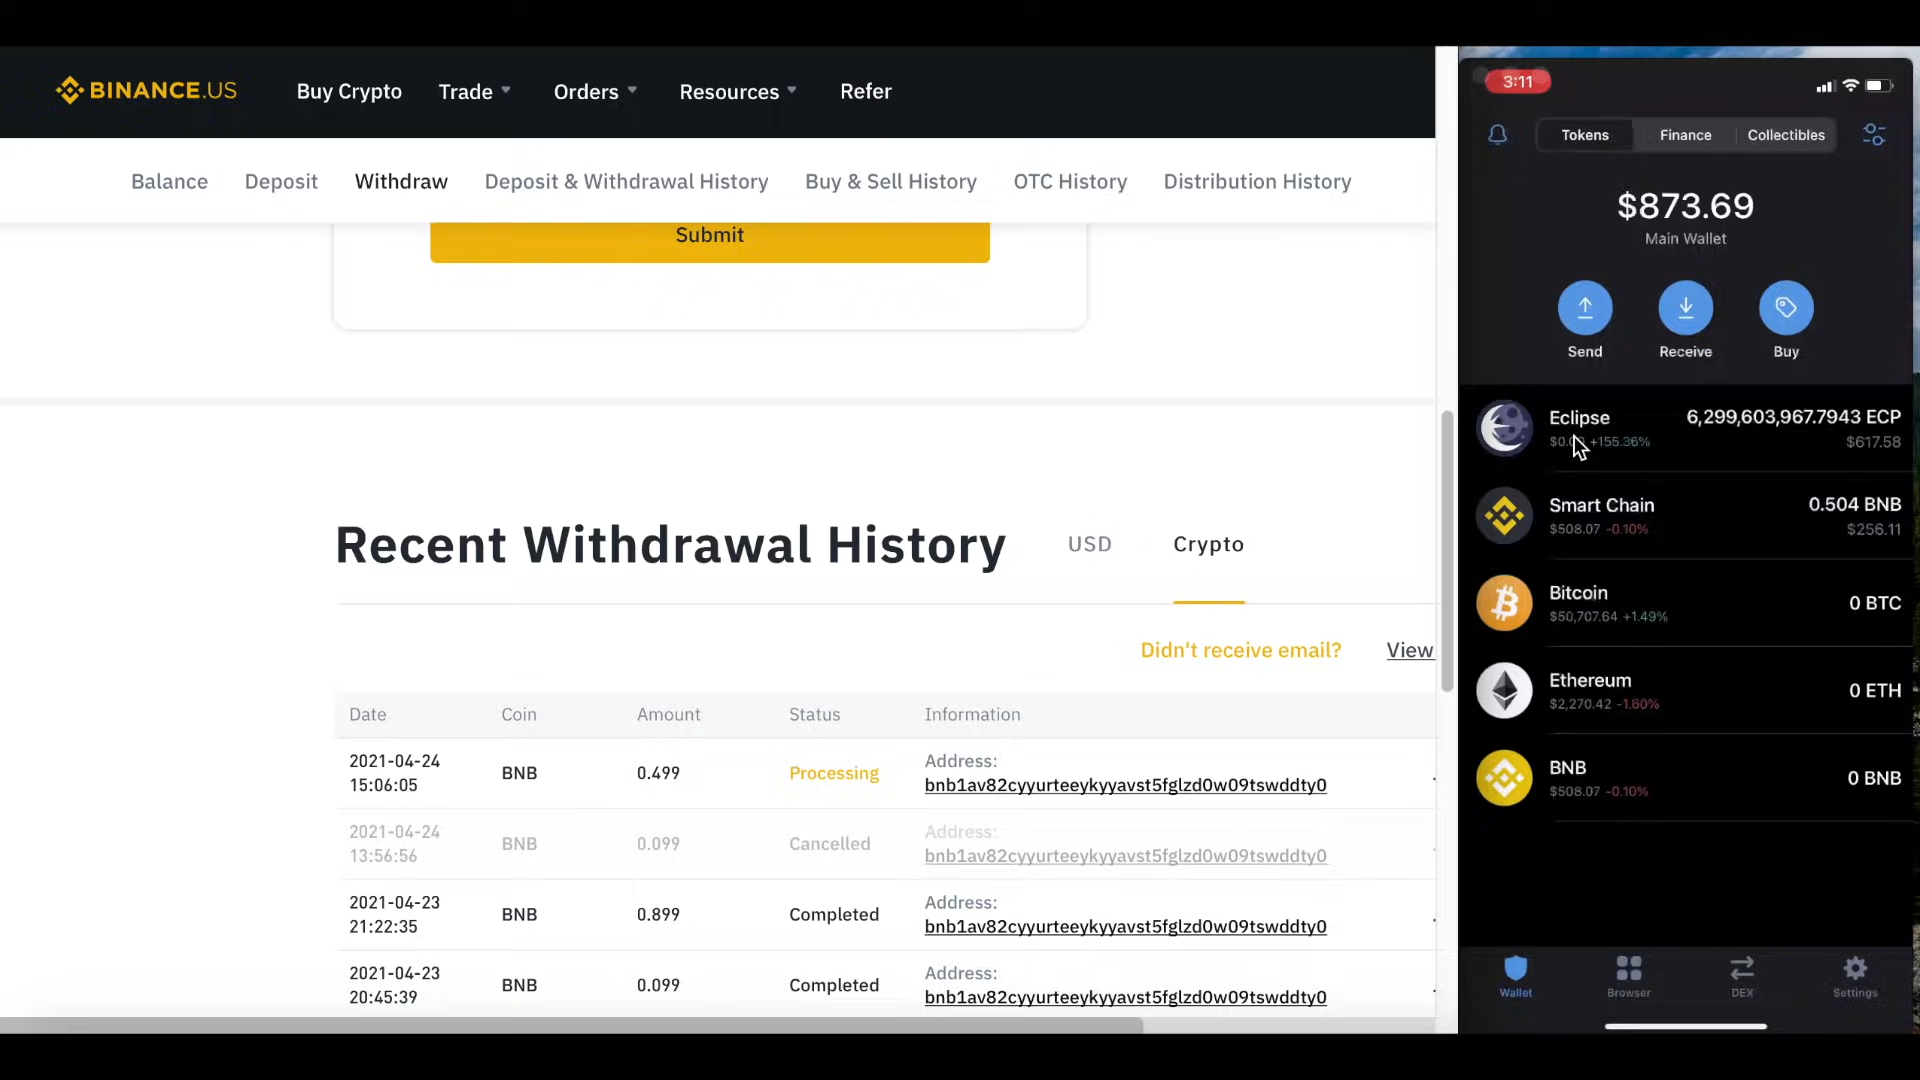 BINANCE.US
Buy Crypto
Trade
Orders
Resources
Refer
Balance
Deposit
Withdraw
Deposit & Withdrawal History
Buy & Sell History
OTC History
Distribution History
Submit
Recent Withdrawal History
USD
Crypto
Didn't receive email?
View
Date Coin Amount Status Information
2021-04-24
15:06:05
BNB
0.499
Processing
Address:
bnb1av82cyyurteeykyyavst5fglzd0w09tswddty0
2021-04-24
13:56:56
BNB
0.099
Cancelled
Address:
bnb1av82cyyurteeykyyavst5fglzd0w09tswddty0
2021-04-23
21:22:35
BNB
0.899
Completed
Address:
bnb1av82cyyurteeykyyavst5fglzd0w09tswddty0
2021-04-23
20:45:39
BNB
0.099
Completed
Address:
bnb1av82cyyurteeykyyavst5fglzd0w09tswddty0
3:11
Tokens
Finance
Collectibles
$873.69
Main Wallet
Send
Receive
Buy
Eclipse
6,299,603,967.7943 ECP
+155.36%
$617.58
Smart Chain
0.504 BNB
$508.07 -0.10%
$256.11
Bitcoin
$50,707.64 +1.49%
0 BTC
Ethereum
$2,270.42 -1.60%
0 ETH
BNB
$508.07 -0.10%
0 BNB
Wallet
Browser
DEX
Settings